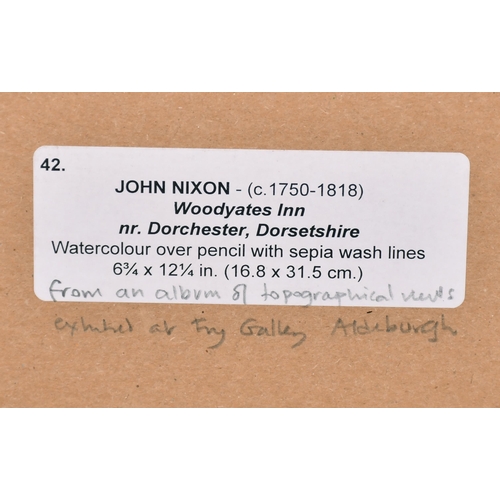 42.
JOHN NIXON - (c.1750-1818)
Woodyates Inn
nr. Dorchester, Dorsetshire
Watercolour over pencil with sepia wash lines
6¾ x 12¼ in. (16.8 x 31.5 cm.)
from an album of topographical views
exhibited at Fry Gallery Aldeburgh